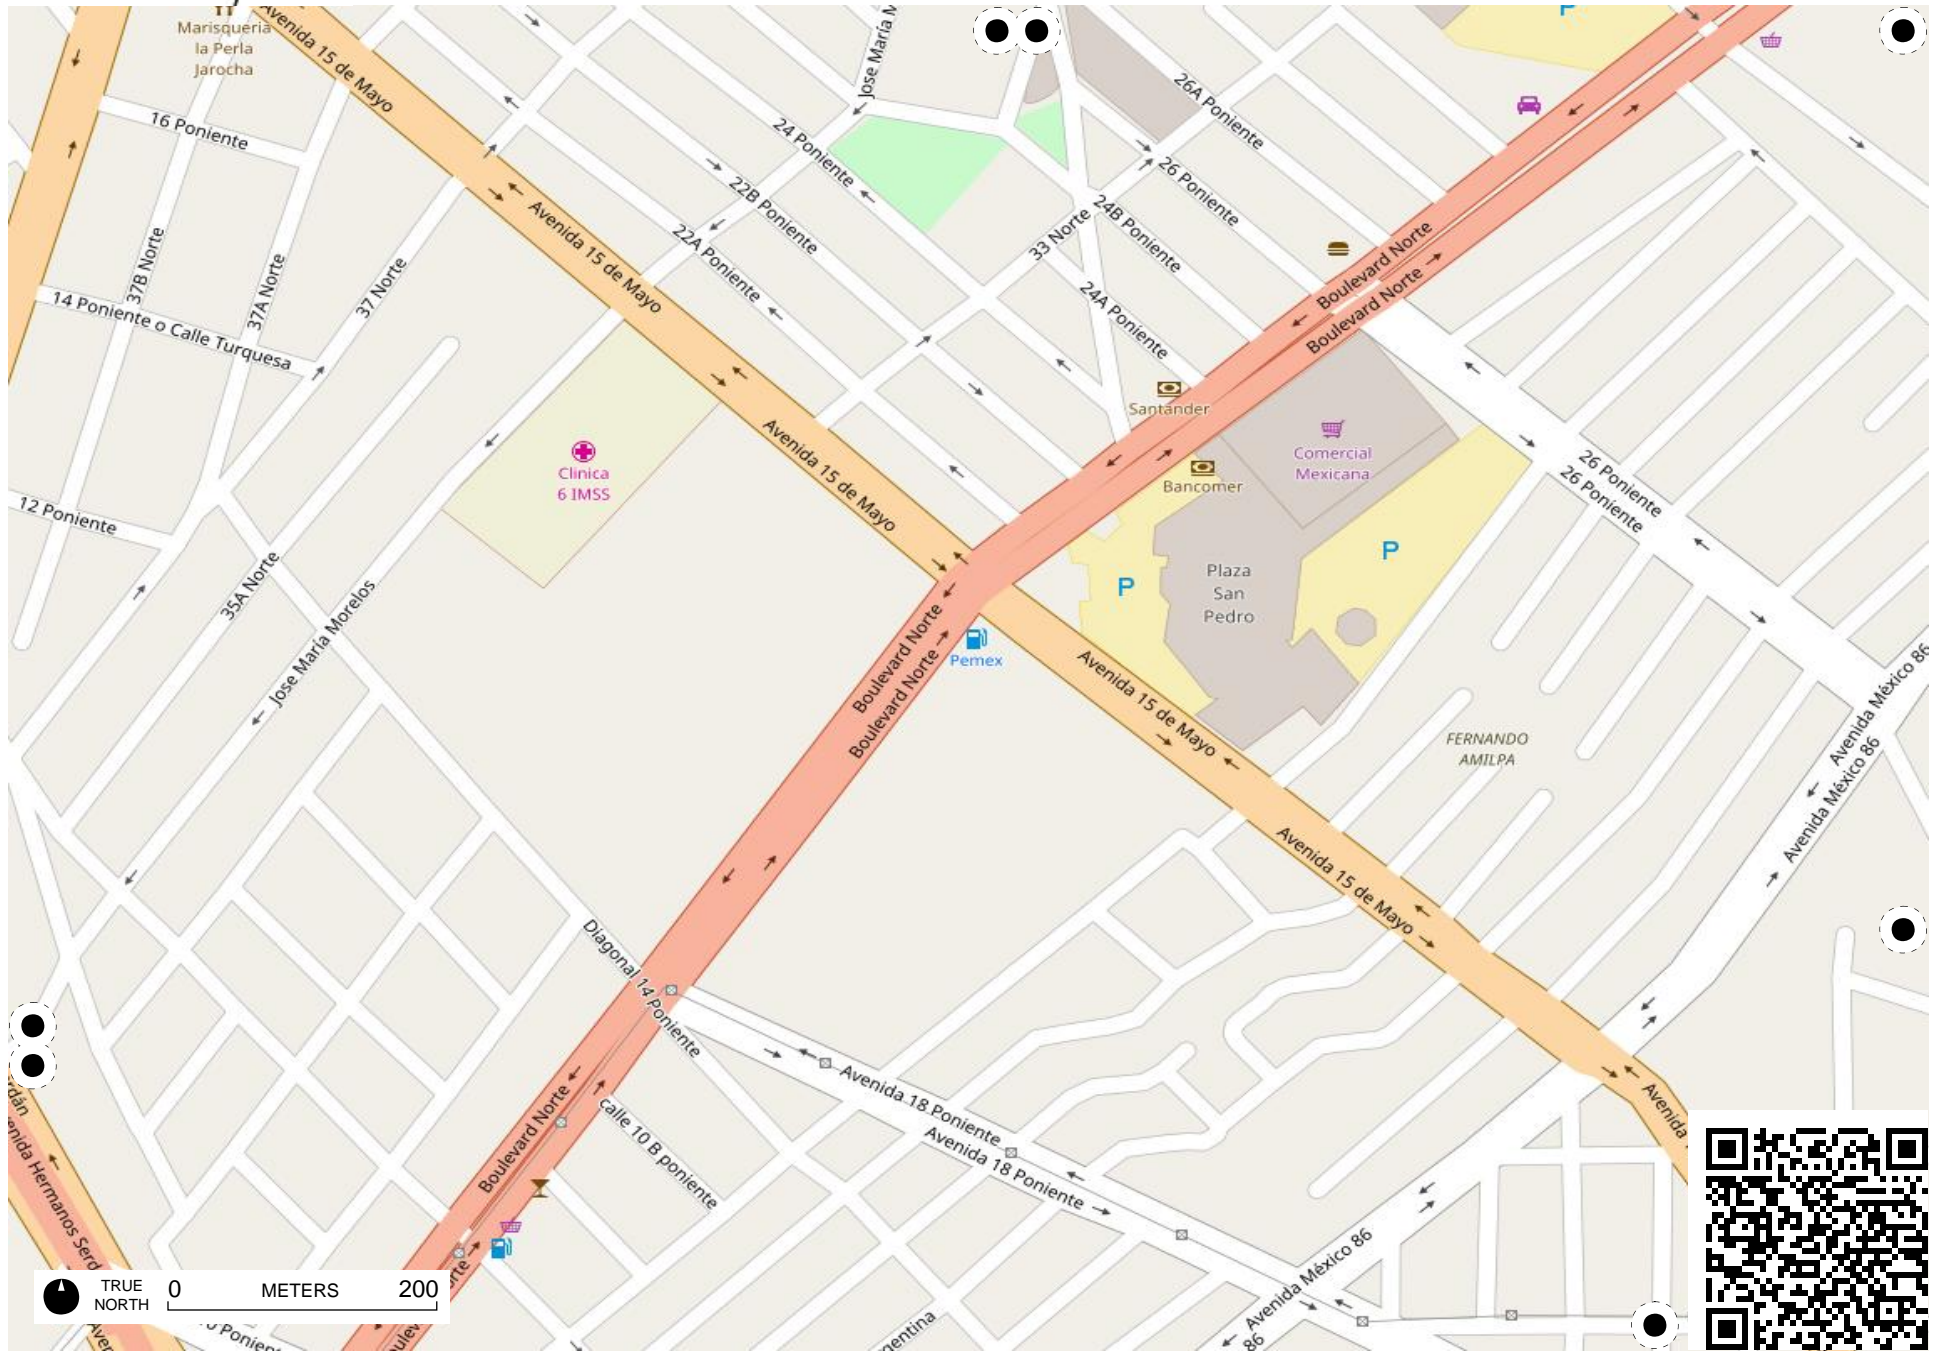 Marisqueria
la Perla
Jarocha
Avenida 15 de Mayo
Jose María
P
26A Poniente
16 Poniente
24 Poniente
26 Poniente
22B Poniente
24B Poniente
33 Norte
22A Poniente
Avenida 15 de Mayo
37B Norte
37A Norte
37 Norte
24A Poniente
Boulevard Norte
Boulevard Norte
14 Poniente o Calle Turquesa
Santander
Avenida 15 de Mayo
Comercial
Mexicana
Clinica
6 IMSS
Bancomer
26 Poniente
26 Poniente
12 Poniente
35A Norte
P
P
Plaza
San
Pedro
Jose María Morelos
Boulevard Norte
Boulevard Norte
Pemex
Avenida 15 de Mayo
FERNANDO
AMILPA
Avenida México 86
Avenida México 86
Avenida 15 de Mayo
Diagonal 14 Poniente
Avenida 18 Poniente
Avenida 18 Poniente
Boulevard Norte
calle 10 B poniente
Avenida
Avenida México 86
86
TRUE
NORTH
0 METERS 200